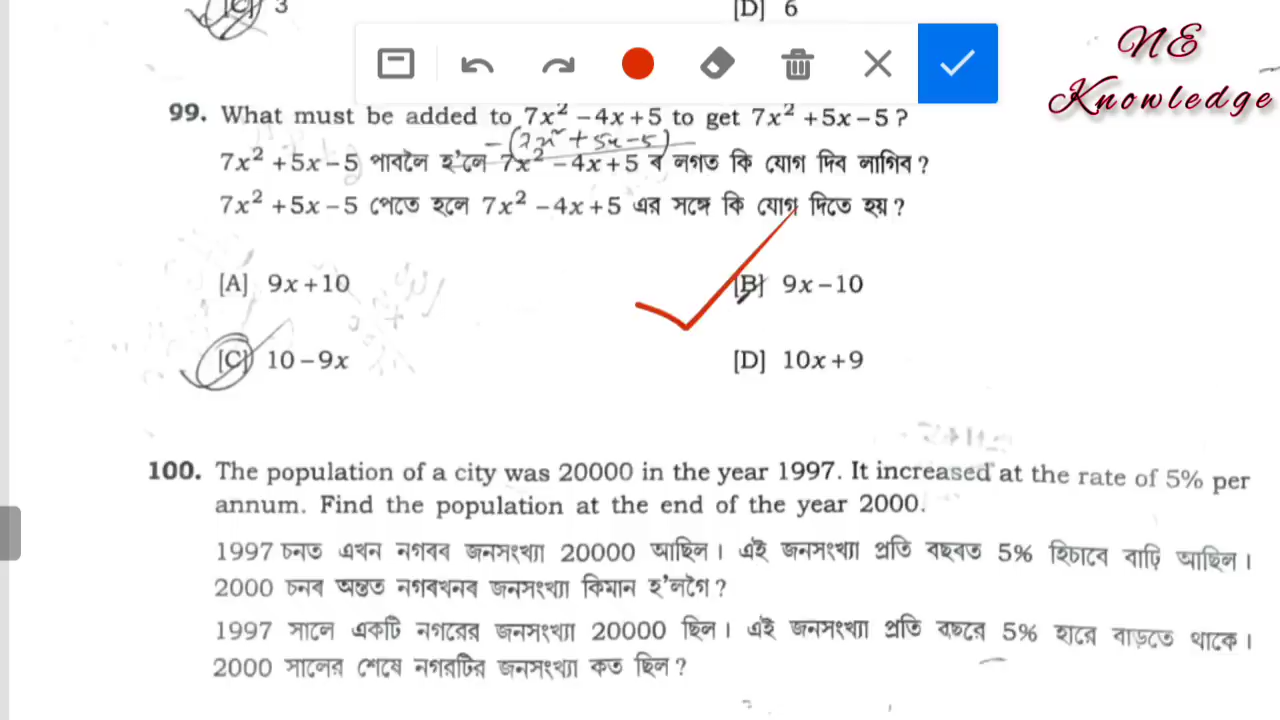 [C] 3
[D] 6
NE
Knowledge
99. What must be added to 7x² − 4x + 5 to get 7x² + 5x − 5 ?
−(7x² + 5x − 5)
7x² + 5x − 5 পাবলৈ হ'লে 7x² − 4x + 5 ৰ লগত কি যোগ দিব লাগিব ?
7x² + 5x − 5 পেতে হলে 7x² − 4x + 5 এর সঙ্গে কি যোগ দিতে হয় ?
[A] 9x + 10
[B] 9x − 10
[C] 10 − 9x
[D] 10x + 9
100. The population of a city was 20000 in the year 1997. It increased at the rate of 5% per
annum. Find the population at the end of the year 2000.
1997 চনত এখন নগৰৰ জনসংখ্যা 20000 আছিল। এই জনসংখ্যা প্ৰতি বছৰত 5% হিচাবে বাঢ়ি আছিল।
2000 চনৰ অন্তত নগৰখনৰ জনসংখ্যা কিমান হ'লগৈ ?
1997 সালে একটি নগরের জনসংখ্যা 20000 ছিল। এই জনসংখ্যা প্রতি বছরে 5% হারে বাড়তে থাকে।
2000 সালের শেষে নগরটির জনসংখ্যা কত ছিল ?